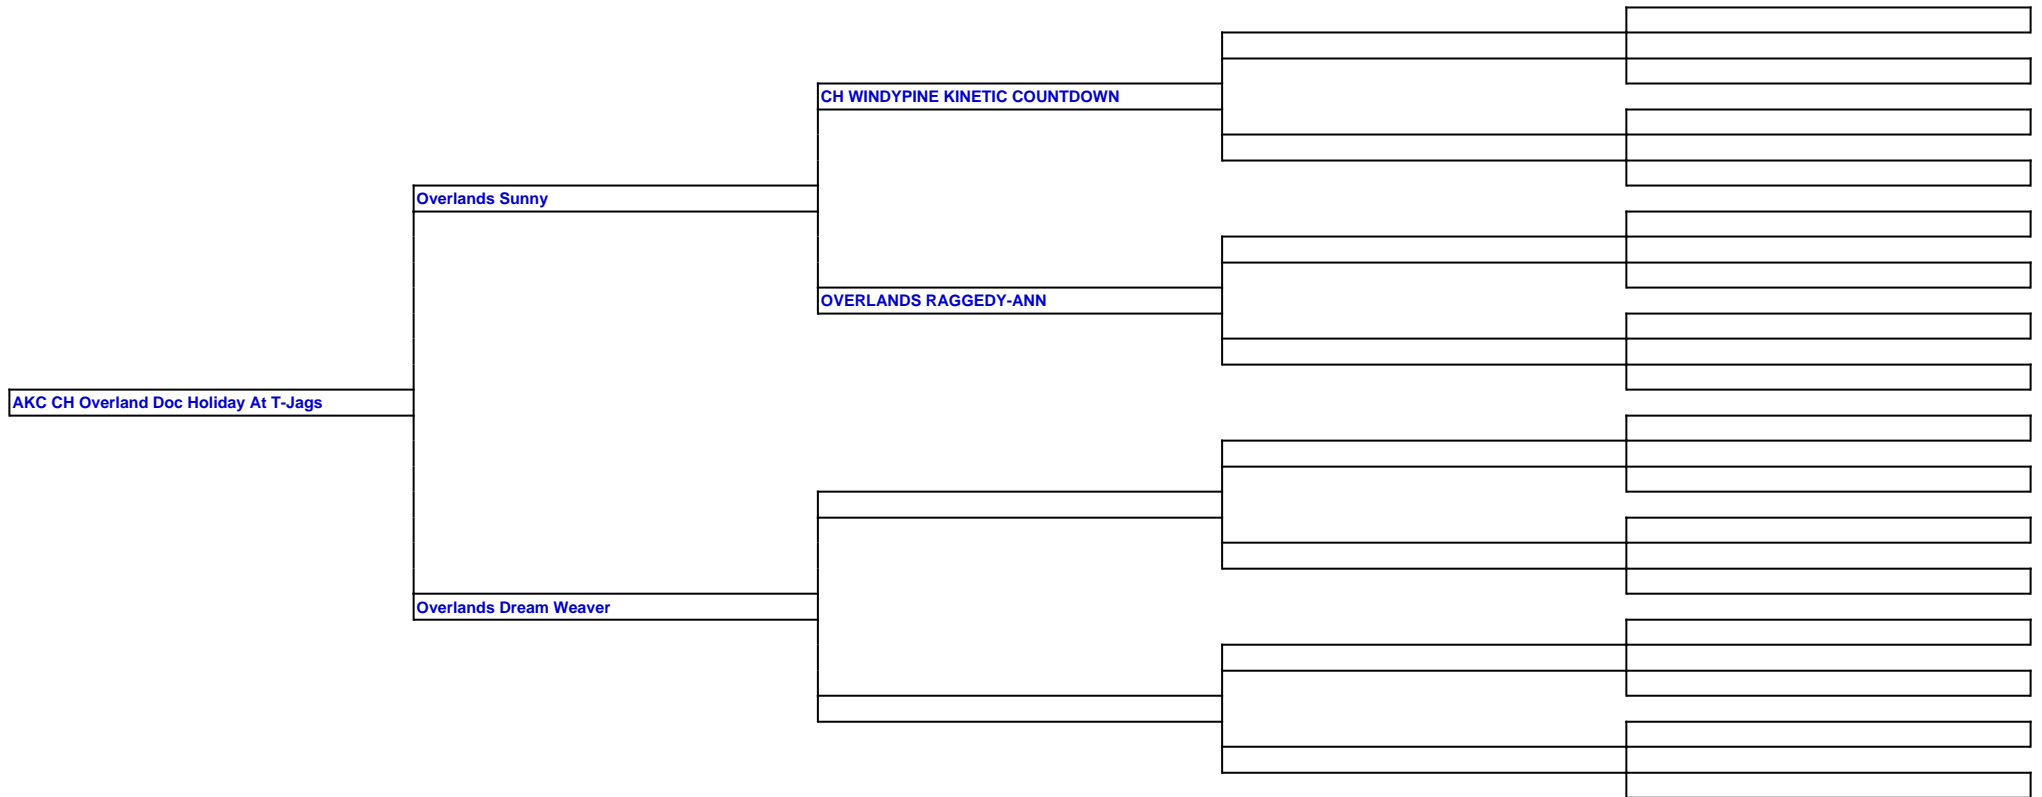 CH WINDYPINE KINETIC COUNTDOWN
Overlands Sunny
OVERLANDS RAGGEDY-ANN
AKC CH Overland Doc Holiday At T-Jags
Overlands Dream Weaver